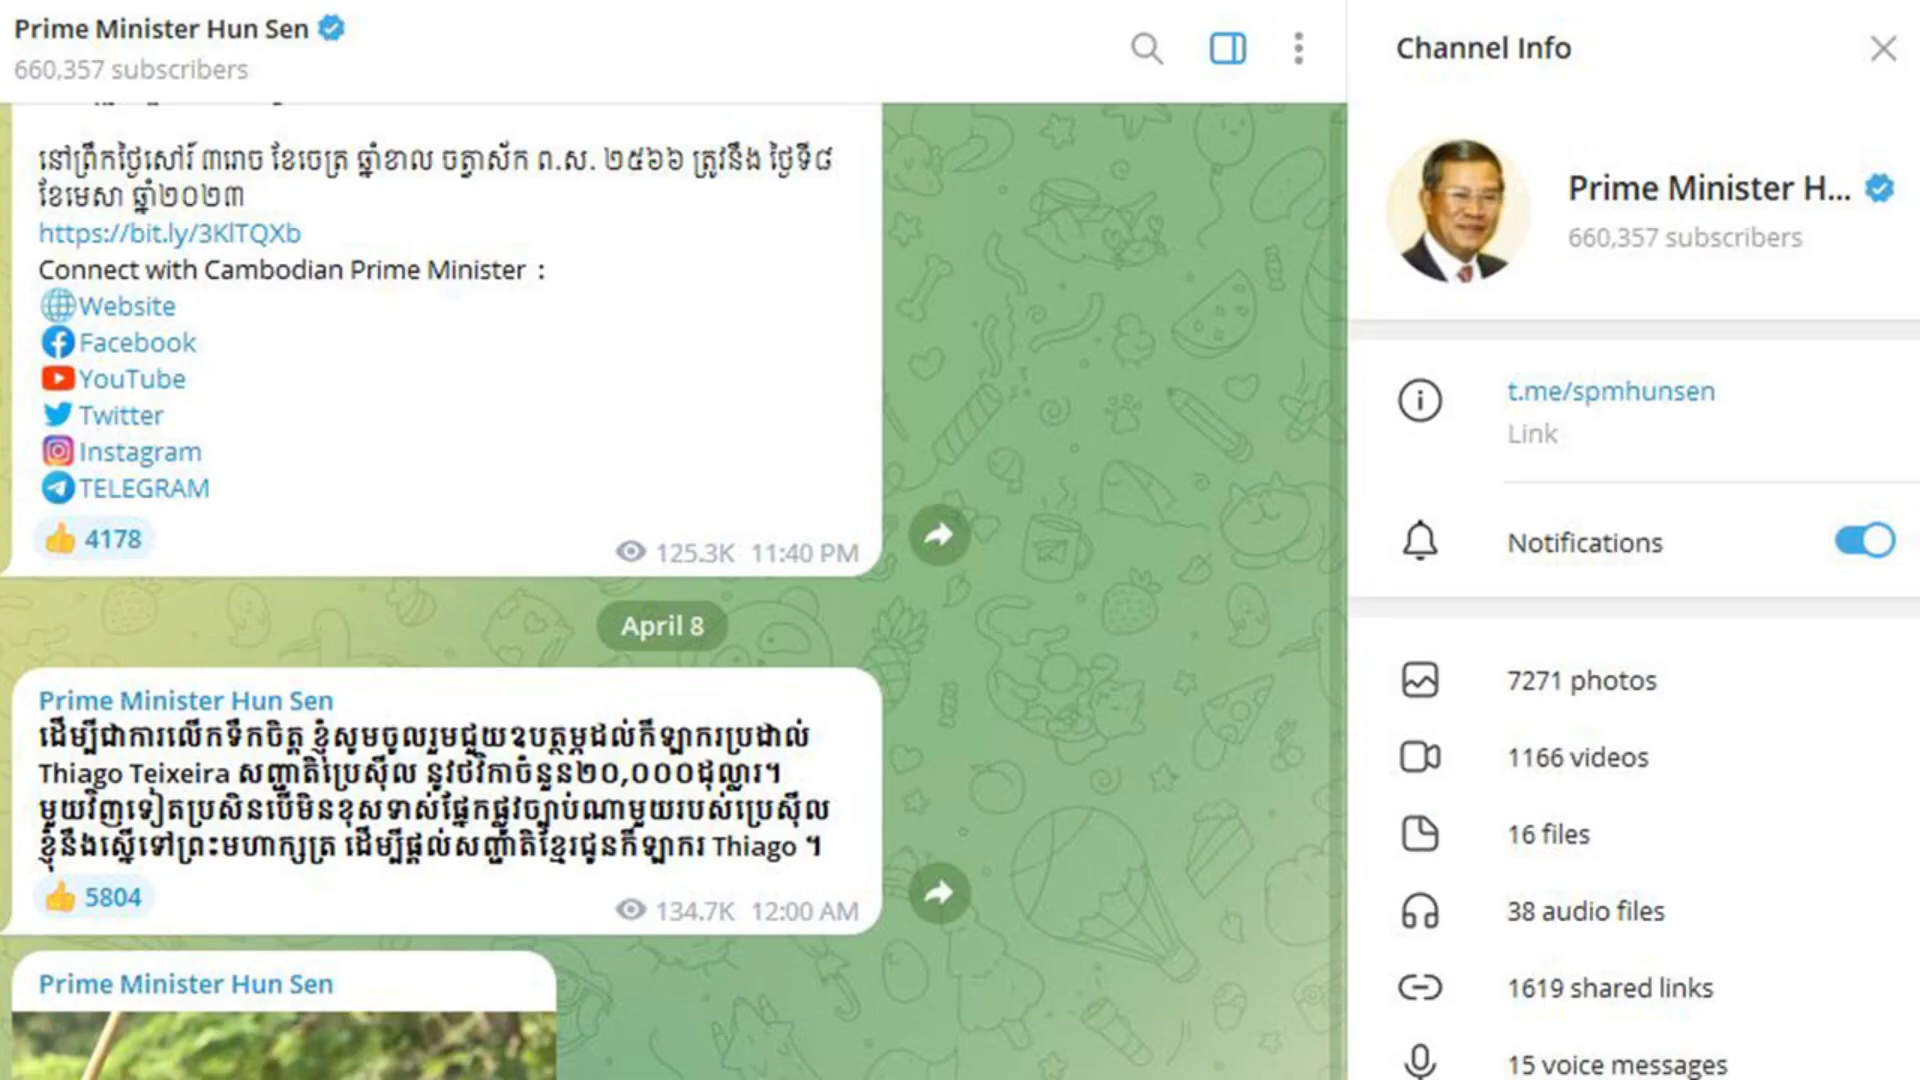 Prime Minister Hun Sen
660,357 subscribers
នៅព្រឹកថ្ងៃសៅរ៍ ៣រោច ខែចេត្រ ឆ្នាំខាល ចត្វាស័ក ព.ស. ២៥៦៦ ត្រូវនឹង ថ្ងៃទី៨
ខែមេសា ឆ្នាំ២០២៣
https://bit.ly/3KlTQXb
Connect with Cambodian Prime Minister :
Website
Facebook
YouTube
Twitter
Instagram
TELEGRAM
4178
125.3K 11:40 PM
April 8
Prime Minister Hun Sen
ដើម្បីជាការលើកទឹកចិត្ត ខ្ញុំសូមចូលរួមជួយឧបត្ថម្ភដល់កីឡាករប្រដាល់
Thiago Teixeira សញ្ជាតិប្រេស៊ីល នូវថវិកាចំនួន២០,០០០ដុល្លារ។
មួយវិញទៀតប្រសិនបើមិនខុសទាស់ផ្នែកផ្លូវច្បាប់ណាមួយរបស់ប្រេស៊ីល
ខ្ញុំនឹងស្នើទៅព្រះមហាក្សត្រ ដើម្បីផ្តល់សញ្ជាតិខ្មែរជូនកីឡាករ Thiago ។
5804
134.7K 12:00 AM
Prime Minister Hun Sen
Channel Info
Prime Minister H...
660,357 subscribers
t.me/spmhunsen
Link
Notifications
7271 photos
1166 videos
16 files
38 audio files
1619 shared links
15 voice messages